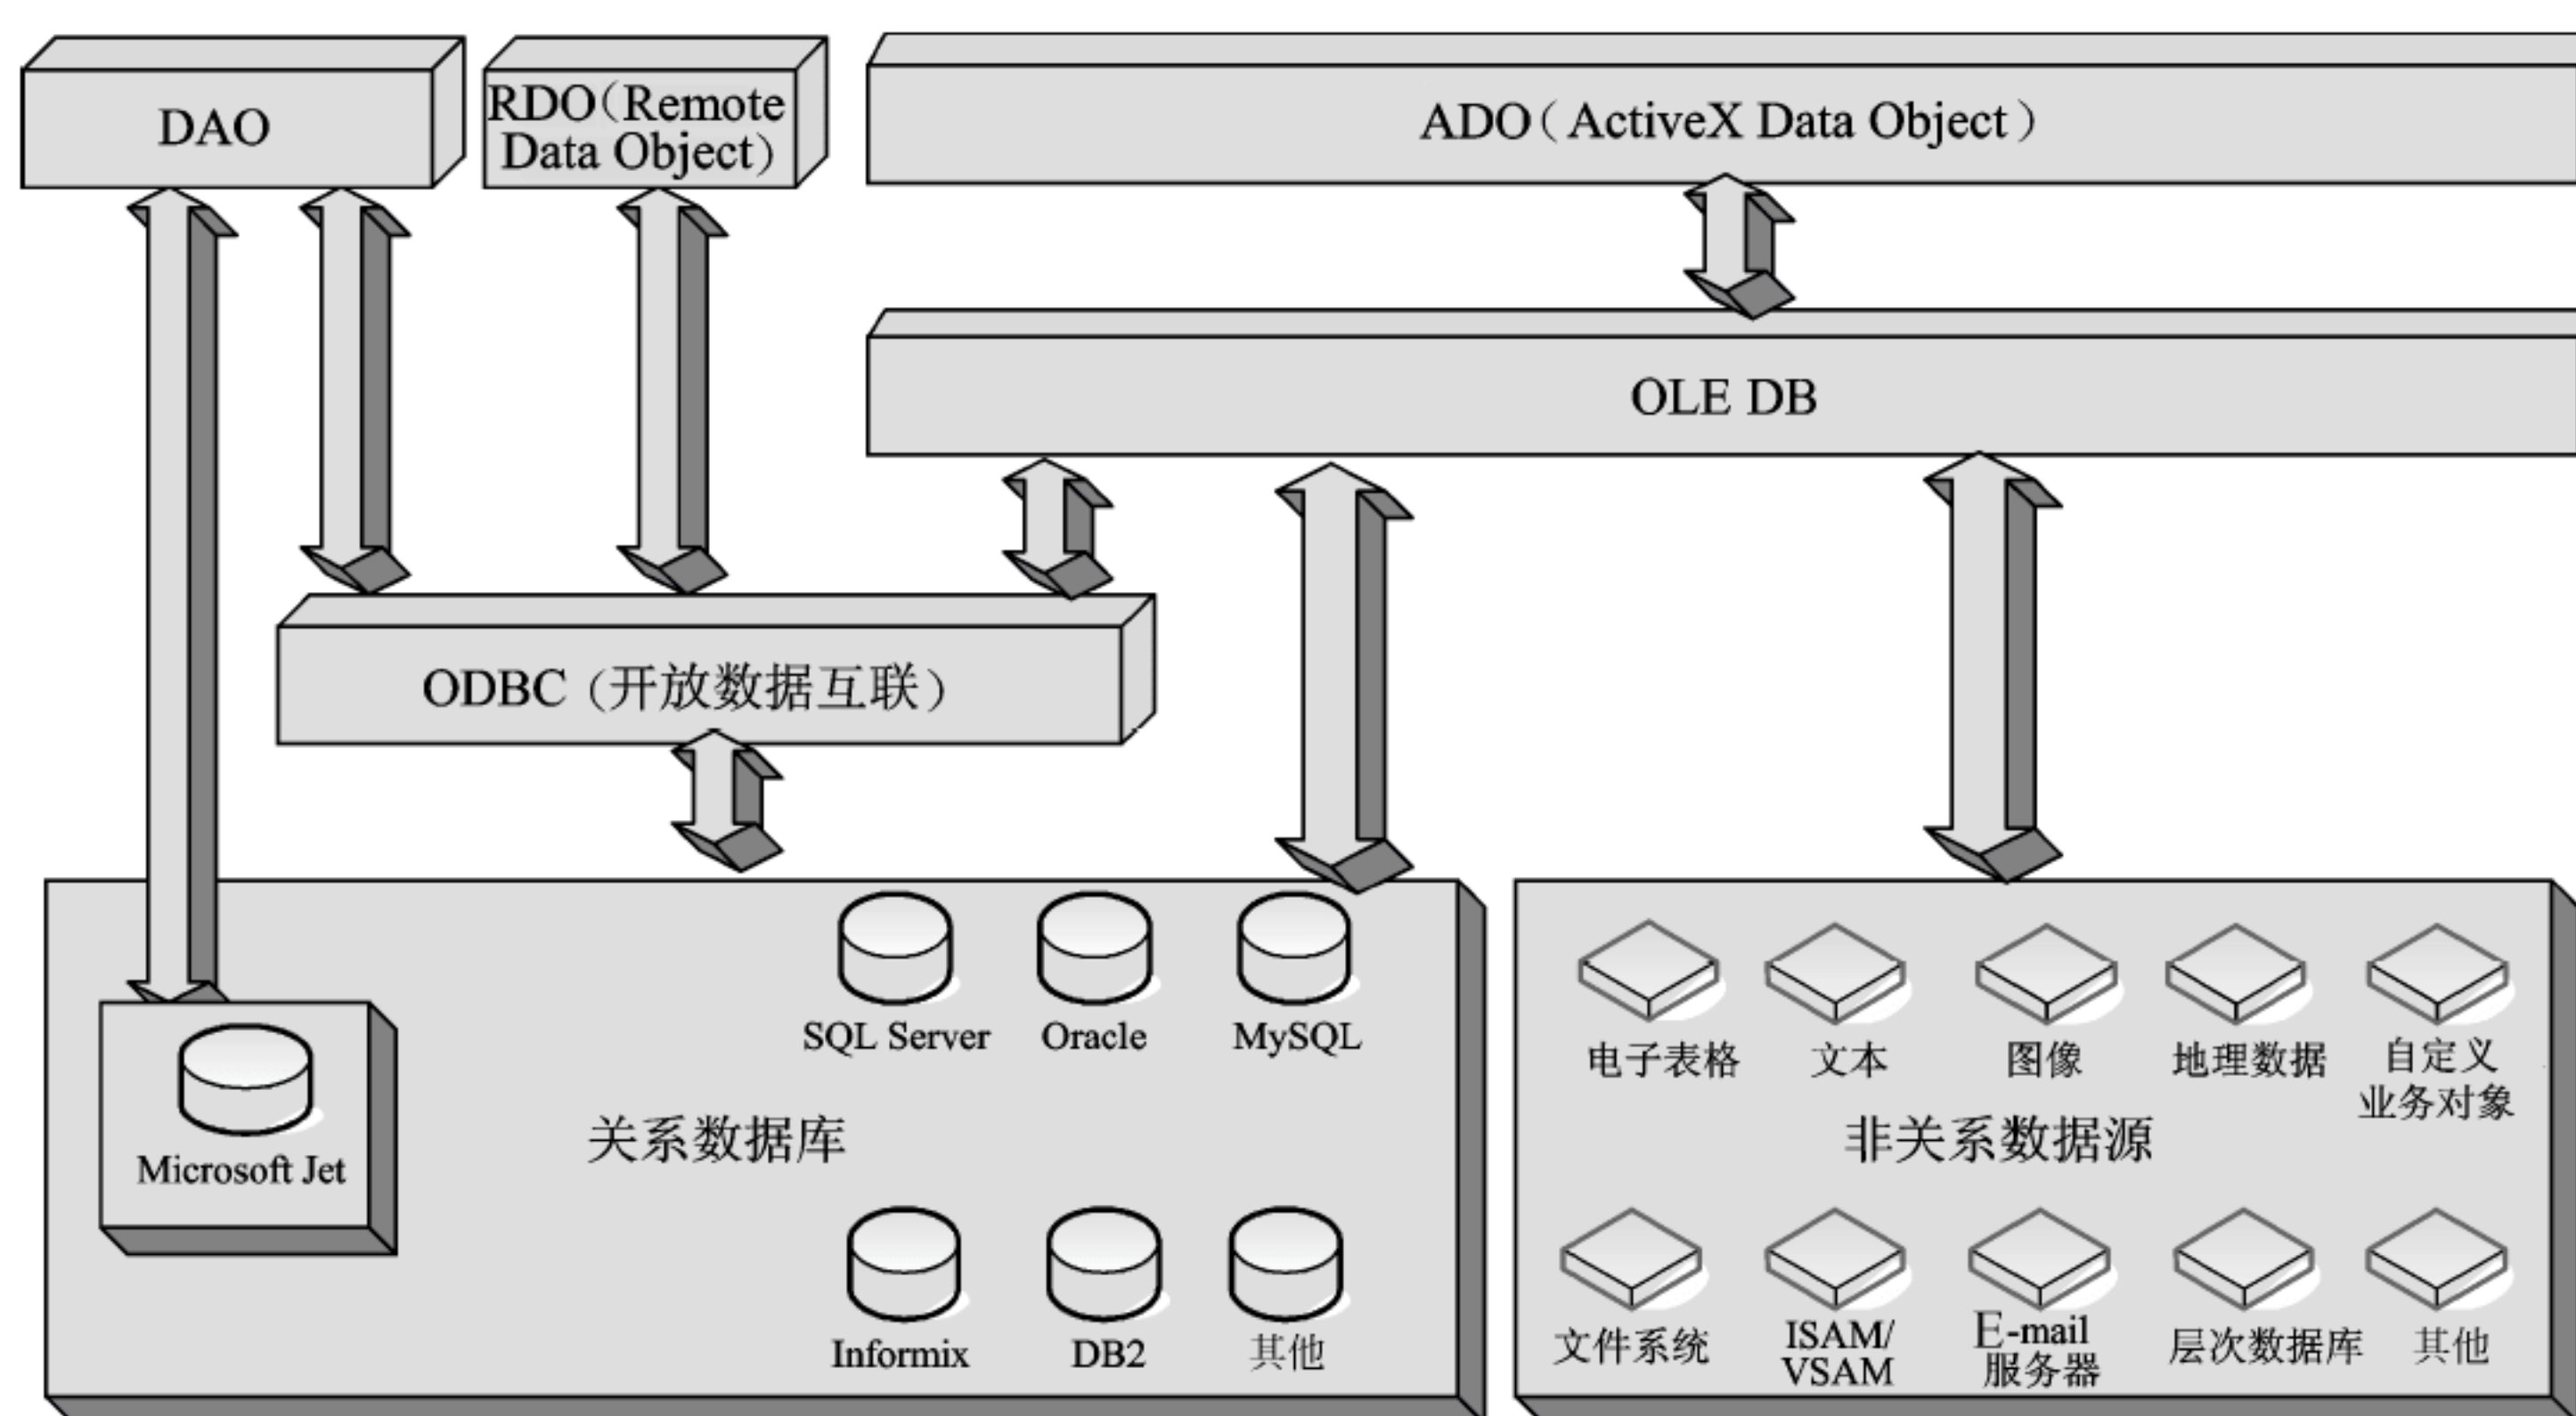 DAO
RDO(Remote
Data Object)
ADO(ActiveX Data Object)
OLE DB
ODBC (开放数据互联)
SQL Server
Oracle
MySQL
Microsoft Jet
关系数据库
Informix
DB2
其他
电子表格
文本
图像
地理数据
自定义
业务对象
非关系数据源
文件系统
ISAM/
VSAM
E-mail
服务器
层次数据库
其他